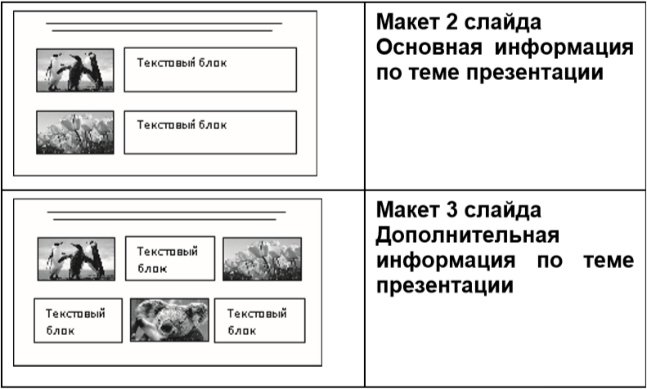 Текстовый блок
Текстовый блок
Макет 2 слайда
Основная информация
по теме презентации
Текстовый
блок
Текстовый
блок
Текстовый
блок
Макет 3 слайда
Дополнительная
информация по теме
презентации